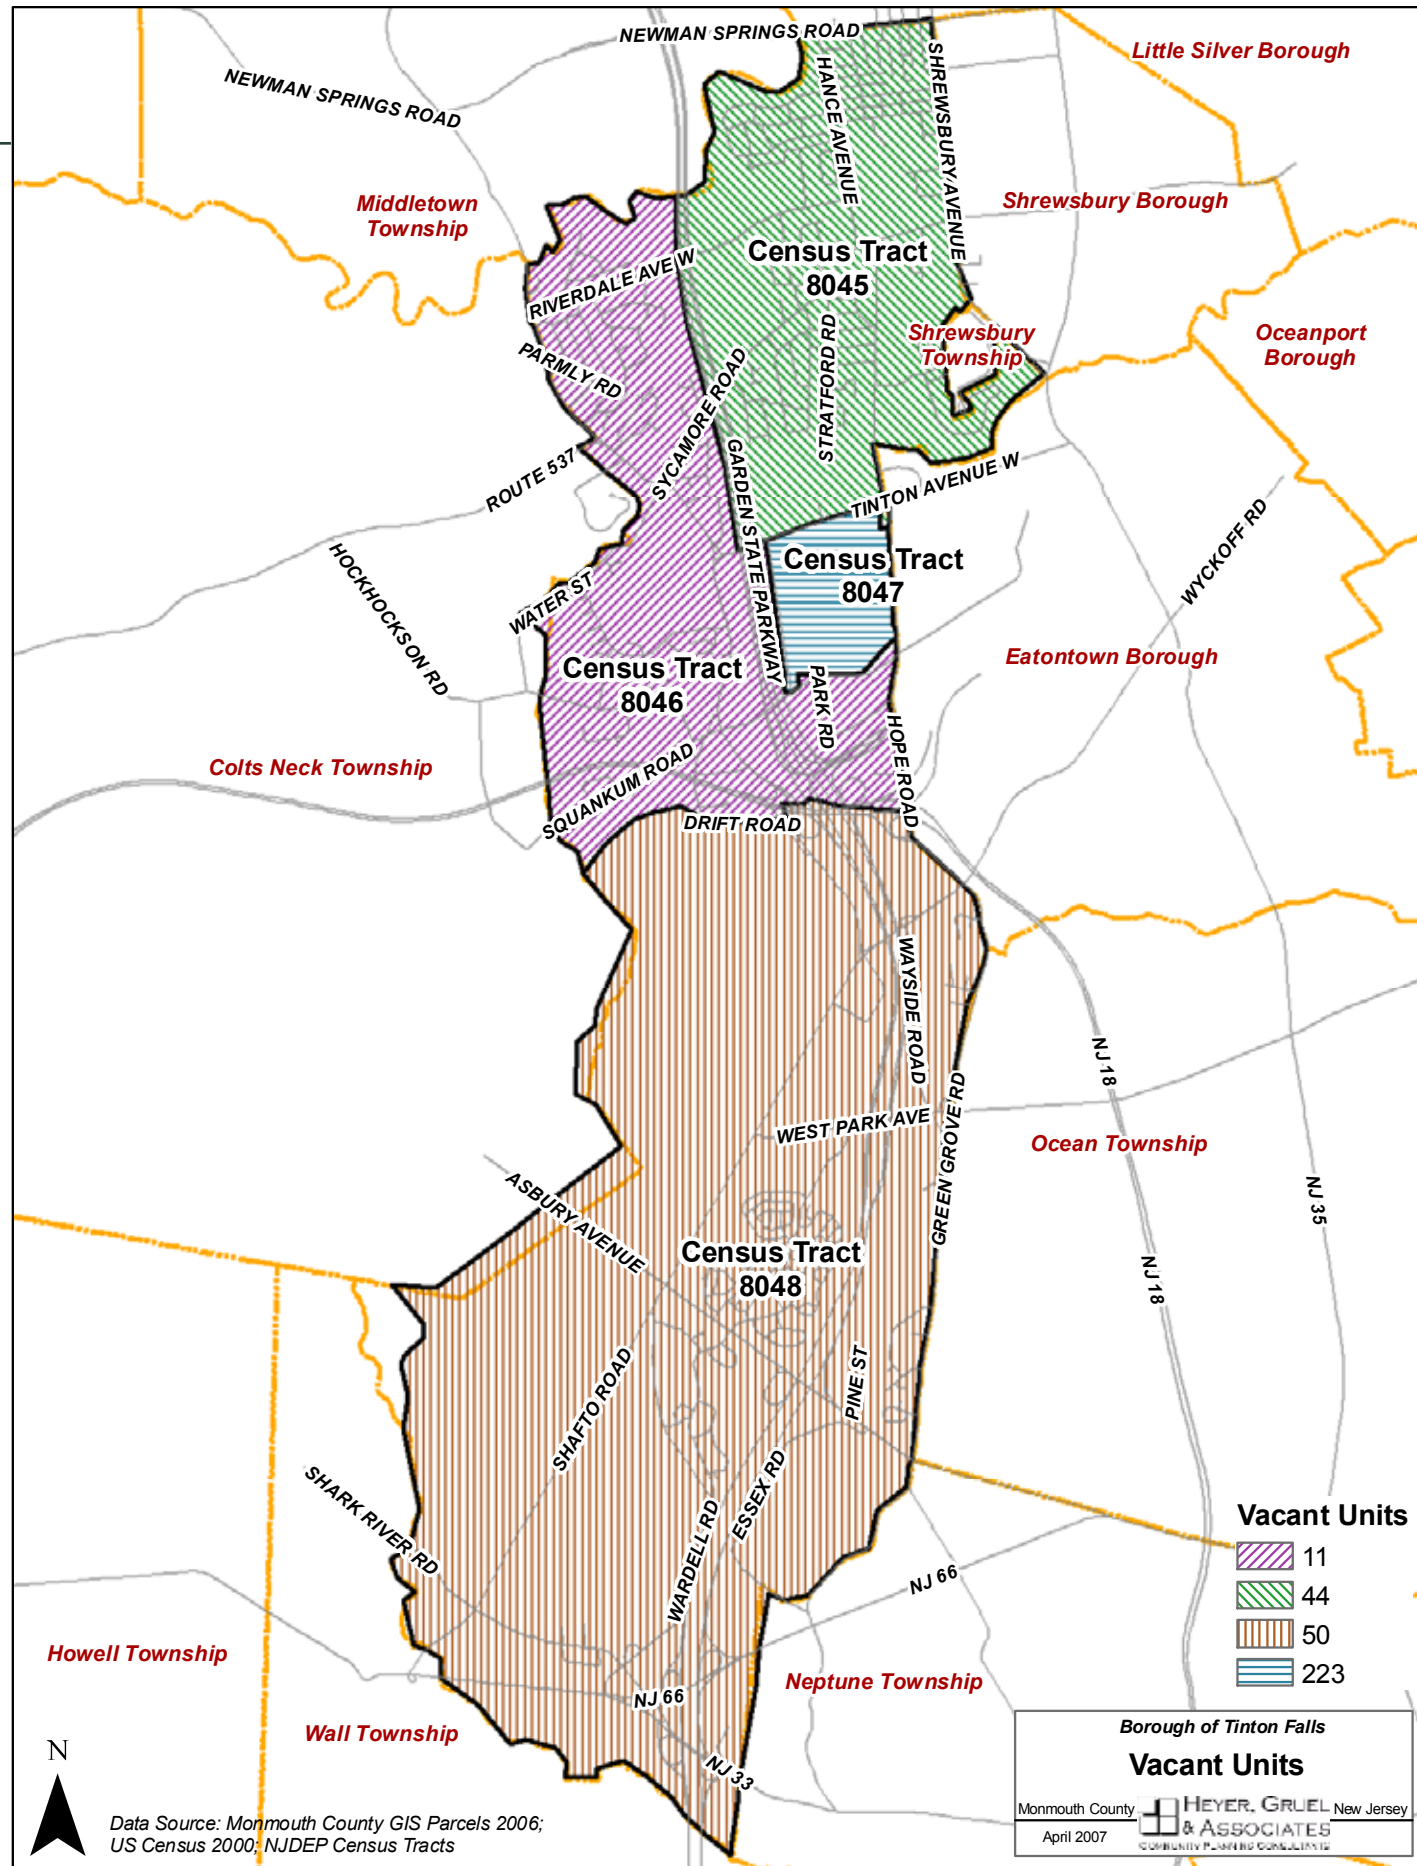 NEWMAN SPRINGS ROAD
Little Silver Borough
NEWMAN SPRINGS ROAD
HANCE AVENUE
SHREWSBURY AVENUE
Middletown
Township
Shrewsbury Borough
Census Tract
8045
RIVERDALE AVE W
Shrewsbury
Township
Oceanport
Borough
PARMLY RD
SYCAMORE ROAD
STRATFORD RD
ROUTE 537
GARDEN STATE PARKWAY
TINTON AVENUE W
WYCKOFF RD
HOCKHOCKSON RD
Census Tract
8047
WATER ST
Census Tract
8046
Eatontown Borough
PARK RD
HOPE ROAD
Colts Neck Township
SQUANKUM ROAD
DRIFT ROAD
WAYSIDE ROAD
NJ 18
GREEN GROVE RD
WEST PARK AVE
Ocean Township
ASBURY AVENUE
NJ 35
Census Tract
8048
NJ 18
SHAFTO ROAD
PINE ST
SHARK RIVER RD
ESSEX RD
WARDELL RD
NJ 66
Vacant Units
11
44
50
223
Howell Township
Neptune Township
NJ 66
Wall Township
NJ 33
N
Data Source: Monmouth County GIS Parcels 2006;
US Census 2000; NJDEP Census Tracts
Borough of Tinton Falls
Vacant Units
Monmouth County
April 2007
HEYER, GRUEL
& ASSOCIATES
COMMUNITY PLANNING CONSULTANTS
New Jersey